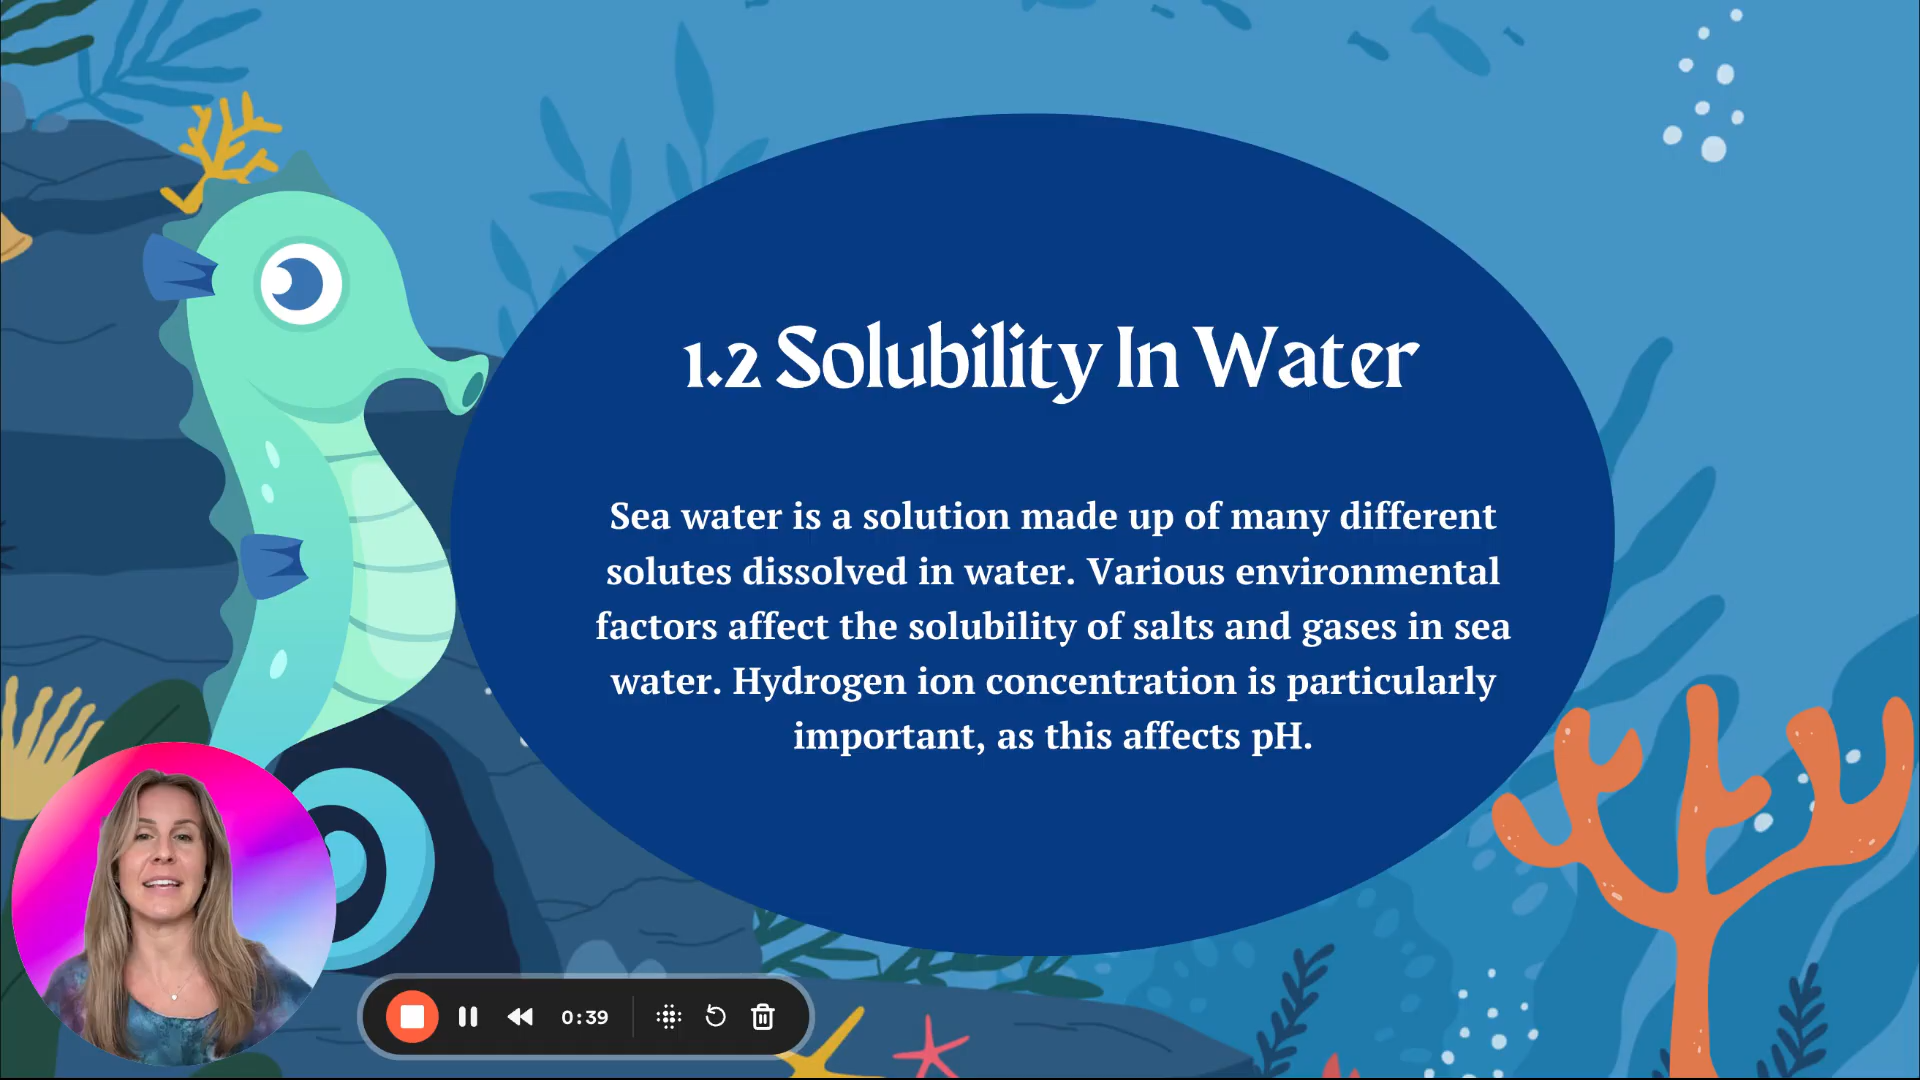 1.2 Solubility In Water
Sea water is a solution made up of many different
solutes dissolved in water. Various environmental
factors affect the solubility of salts and gases in sea
water. Hydrogen ion concentration is particularly
important, as this affects pH.
0:39